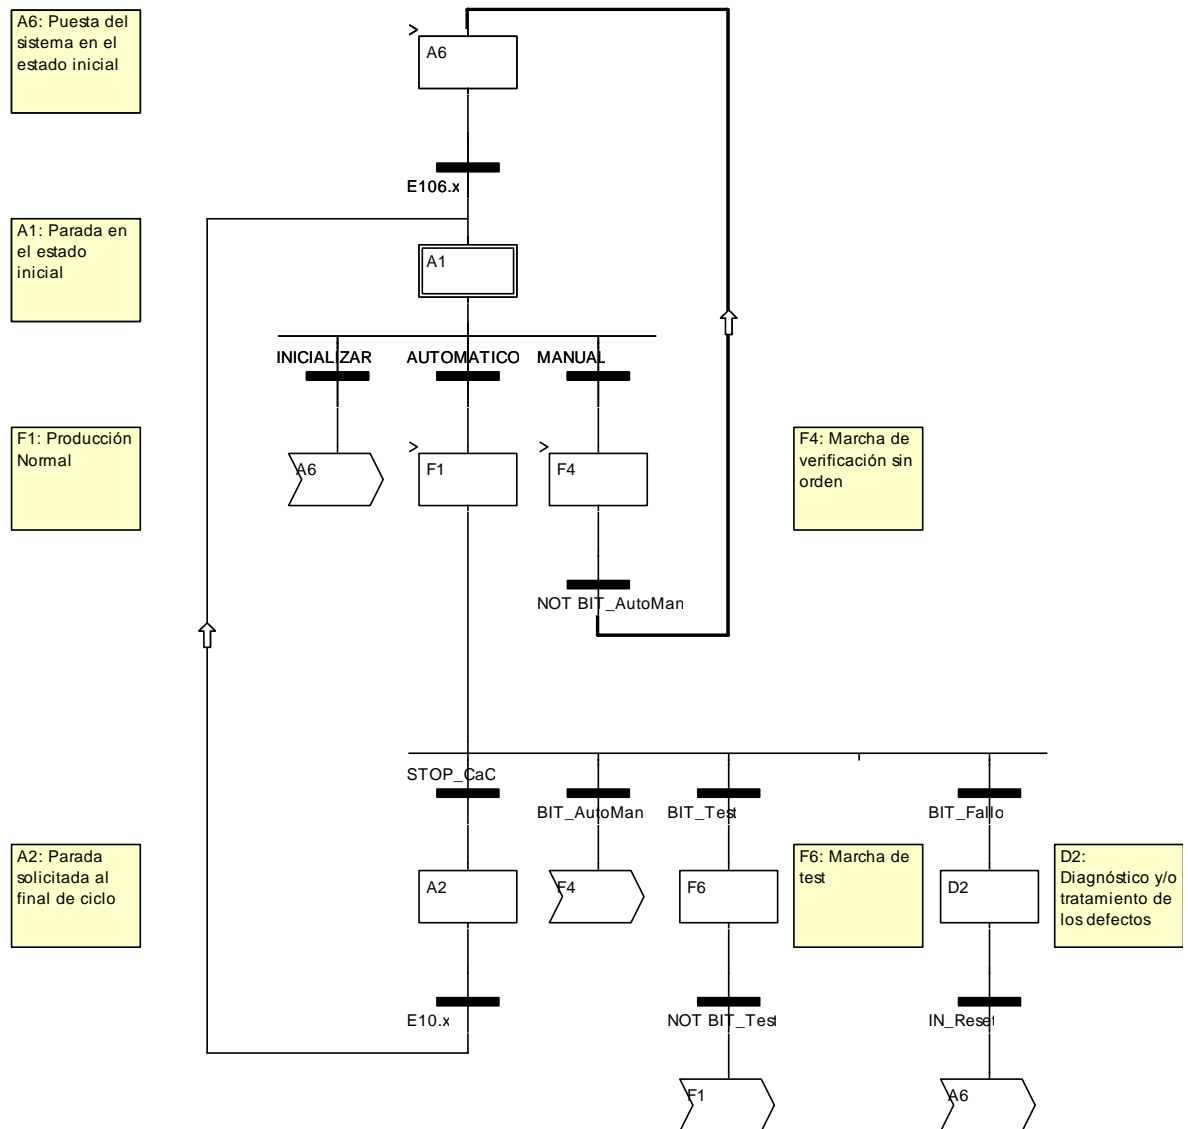 A6: Puesta del
sistema en el
estado inicial
A6
E106.x
A1: Parada en
el estado
inicial
A1
INICIALIZAR
AUTOMATICO
MANUAL
F1: Producción
Normal
A6
F1
F4
F4: Marcha de
verificación sin
orden
NOT BIT_AutoMan
STOP_CaC
BIT_AutoMan
BIT_Test
BIT_Fallo
A2: Parada
solicitada al
final de ciclo
A2
F4
F6
F6: Marcha de
test
D2
D2:
Diagnóstico y/o
tratamiento de
los defectos
E10.x
NOT BIT_Test
IN_Reset
F1
A6